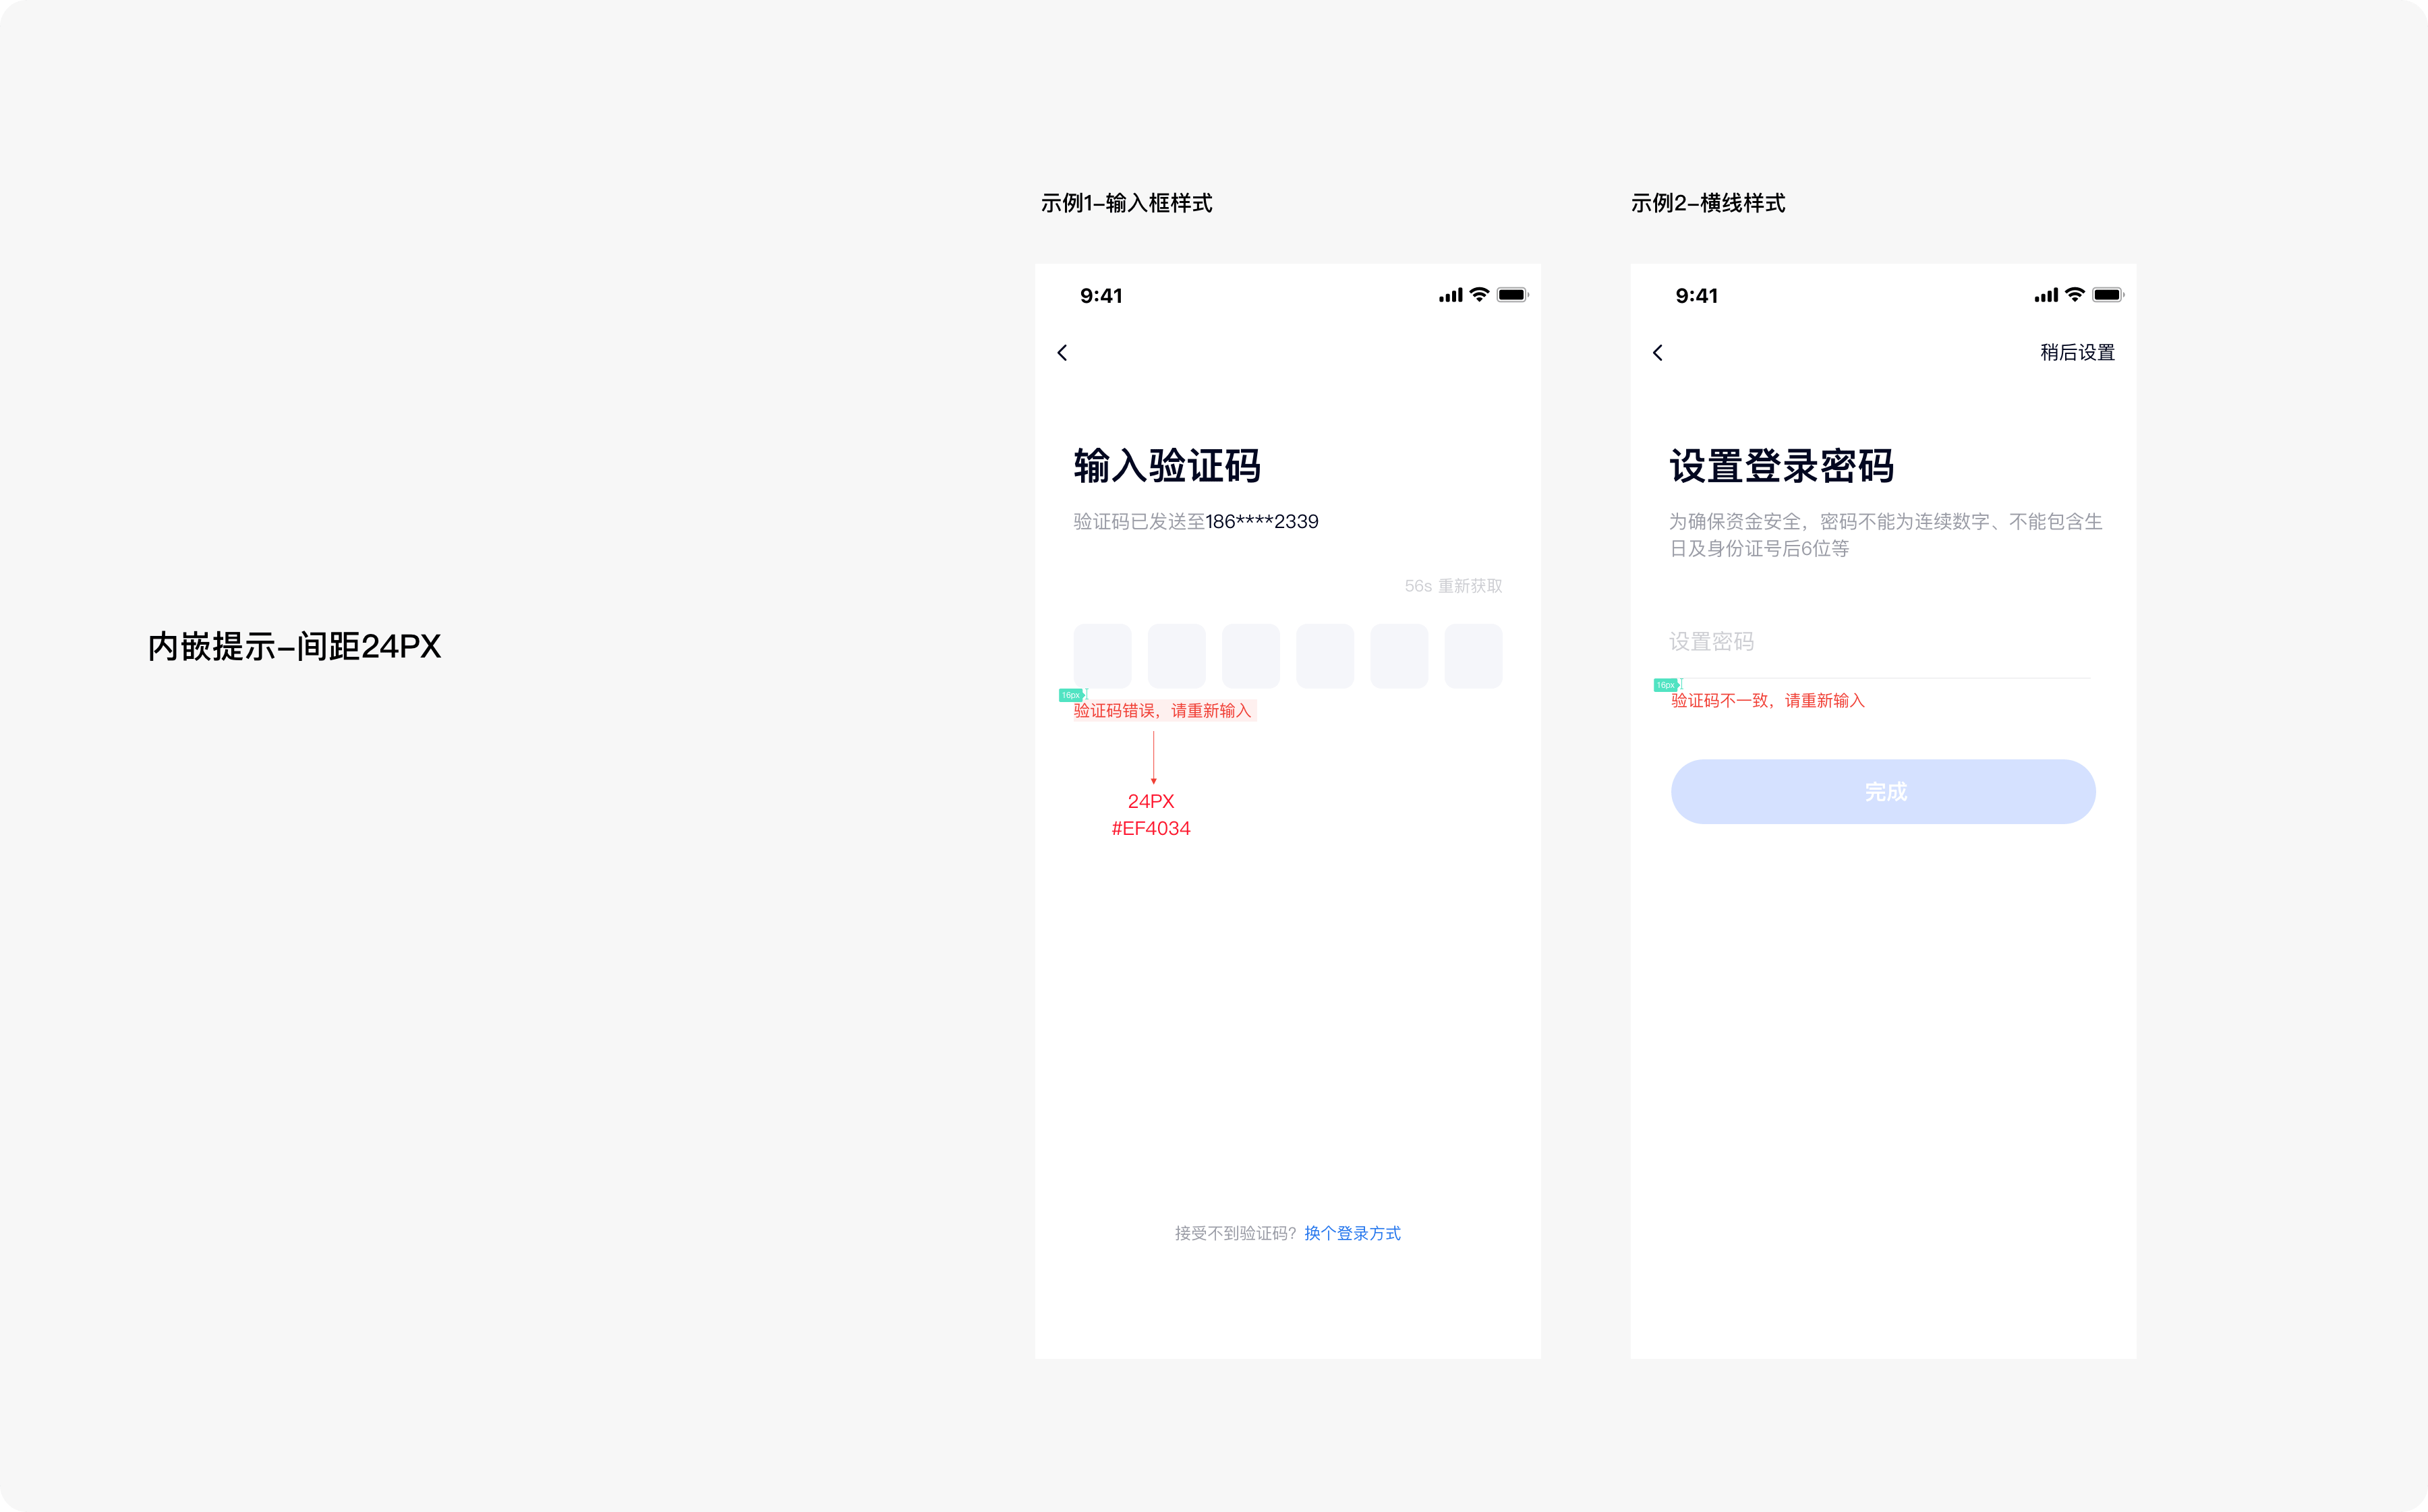 内嵌提示-间距24PX
示例1-输入框样式
9:41
输入验证码
验证码已发送至186****2339
56s 重新获取
16px
验证码错误，请重新输入
24PX
#EF4034
接受不到验证码？换个登录方式
示例2-横线样式
9:41
稍后设置
设置登录密码
为确保资金安全，密码不能为连续数字、不能包含生
日及身份证号后6位等
设置密码
16px
验证码不一致，请重新输入
完成